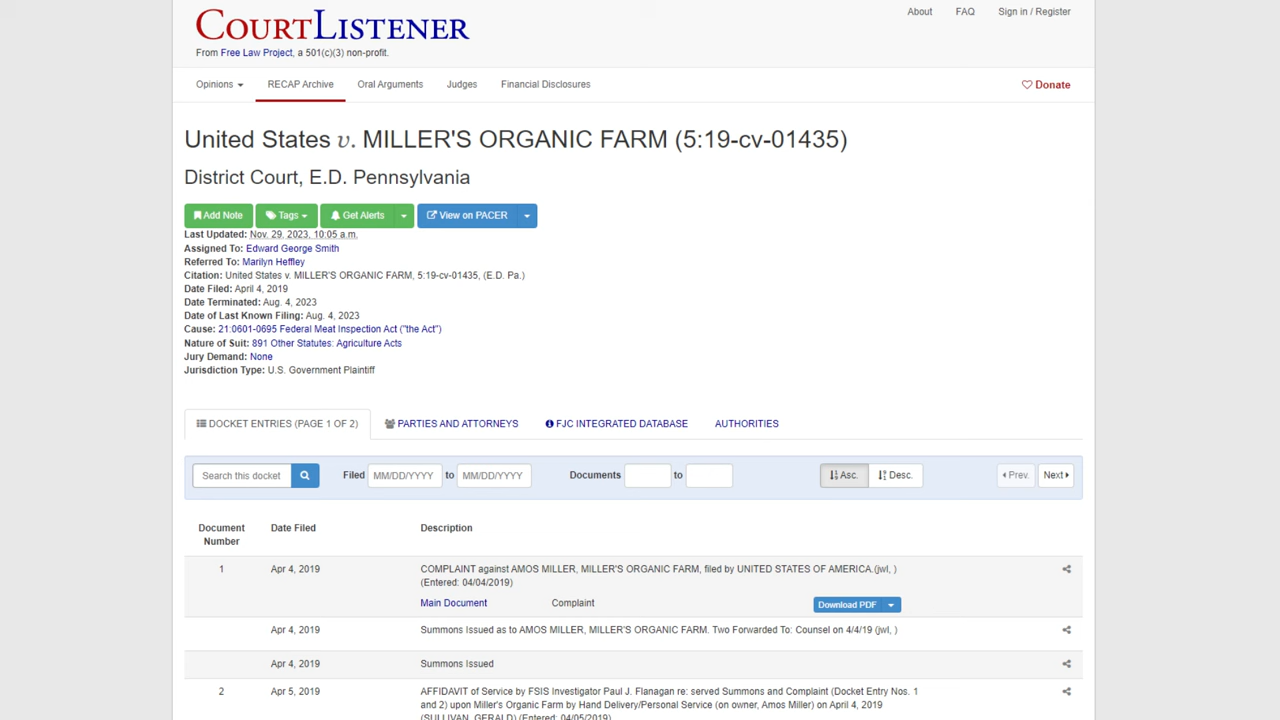 COURTLISTENER
From Free Law Project, a 501(c)(3) non-profit.
About FAQ Sign in / Register
Opinions RECAP Archive Oral Arguments Judges Financial Disclosures Donate
United States v. MILLER'S ORGANIC FARM (5:19-cv-01435)
District Court, E.D. Pennsylvania
Add Note Tags Get Alerts View on PACER
Last Updated: Nov. 29, 2023, 10:05 a.m.
Assigned To: Edward George Smith
Referred To: Marilyn Heffley
Citation: United States v. MILLER'S ORGANIC FARM, 5:19-cv-01435, (E.D. Pa.)
Date Filed: April 4, 2019
Date Terminated: Aug. 4, 2023
Date of Last Known Filing: Aug. 4, 2023
Cause: 21:0601-0695 Federal Meat Inspection Act ("the Act")
Nature of Suit: 891 Other Statutes: Agriculture Acts
Jury Demand: None
Jurisdiction Type: U.S. Government Plaintiff
DOCKET ENTRIES (PAGE 1 OF 2) PARTIES AND ATTORNEYS FJC INTEGRATED DATABASE AUTHORITIES
Search this docket Filed MM/DD/YYYY to MM/DD/YYYY Documents to Asc. Desc. Prev. Next
Document Number Date Filed Description
1 Apr 4, 2019 COMPLAINT against AMOS MILLER, MILLER'S ORGANIC FARM, filed by UNITED STATES OF AMERICA.(jwl, )
(Entered: 04/04/2019)
Main Document Complaint Download PDF
Apr 4, 2019 Summons Issued as to AMOS MILLER, MILLER'S ORGANIC FARM. Two Forwarded To: Counsel on 4/4/19 (jwl, )
Apr 4, 2019 Summons Issued
2 Apr 5, 2019 AFFIDAVIT of Service by FSIS Investigator Paul J. Flanagan re: served Summons and Complaint (Docket Entry Nos. 1
and 2) upon Miller's Organic Farm by Hand Delivery/Personal Service (on owner, Amos Miller) on April 4, 2019
(SULLIVAN, GERALD) (Entered: 04/05/2019)